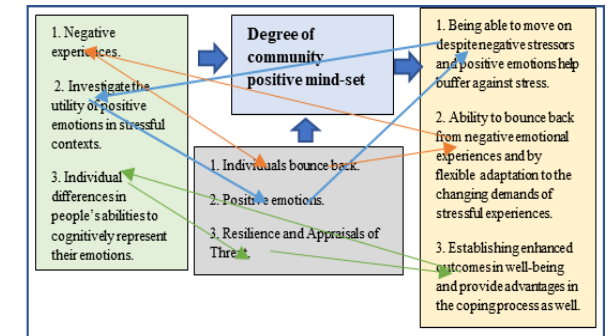 1. Negative
experiences.
2. Investigate the
utility of positive
emotions in stressful
contexts.
3. Individual
differences in
people's abilities to
cognitively represent
their emotions.
Degree of
community
positive mind-set
1. Individuals bounce back.
2. Positive emotions.
3. Resilience and Appraisals of
Threat.
1. Being able to move on
despite negative stressors
and positive emotions help
buffer against stress.
2. Ability to bounce back
from negative emotional
experiences and by
flexible adaptation to the
changing demands of
stressful experiences.
3. Establishing enhanced
outcomes in well-being
and provide advantages in
the coping process as well.